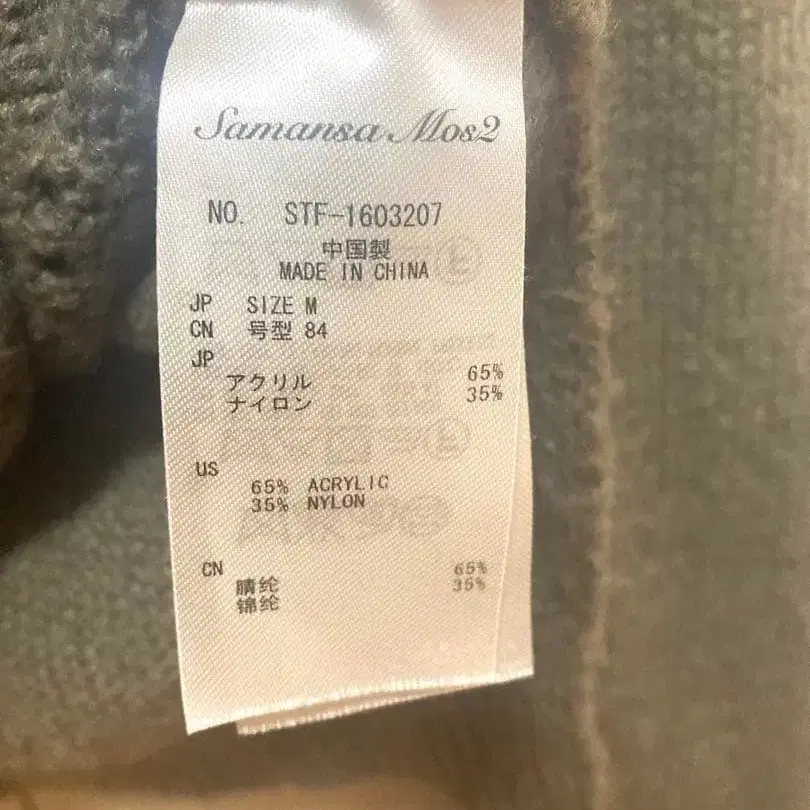 Samansa Mos2
NO. STF-1603207
中国製
MADE IN CHINA
JP SIZE M
CN 号型 84
JP
アクリル 65%
ナイロン 35%
US
65% ACRYLIC
35% NYLON
CN
腈纶 65%
锦纶 35%